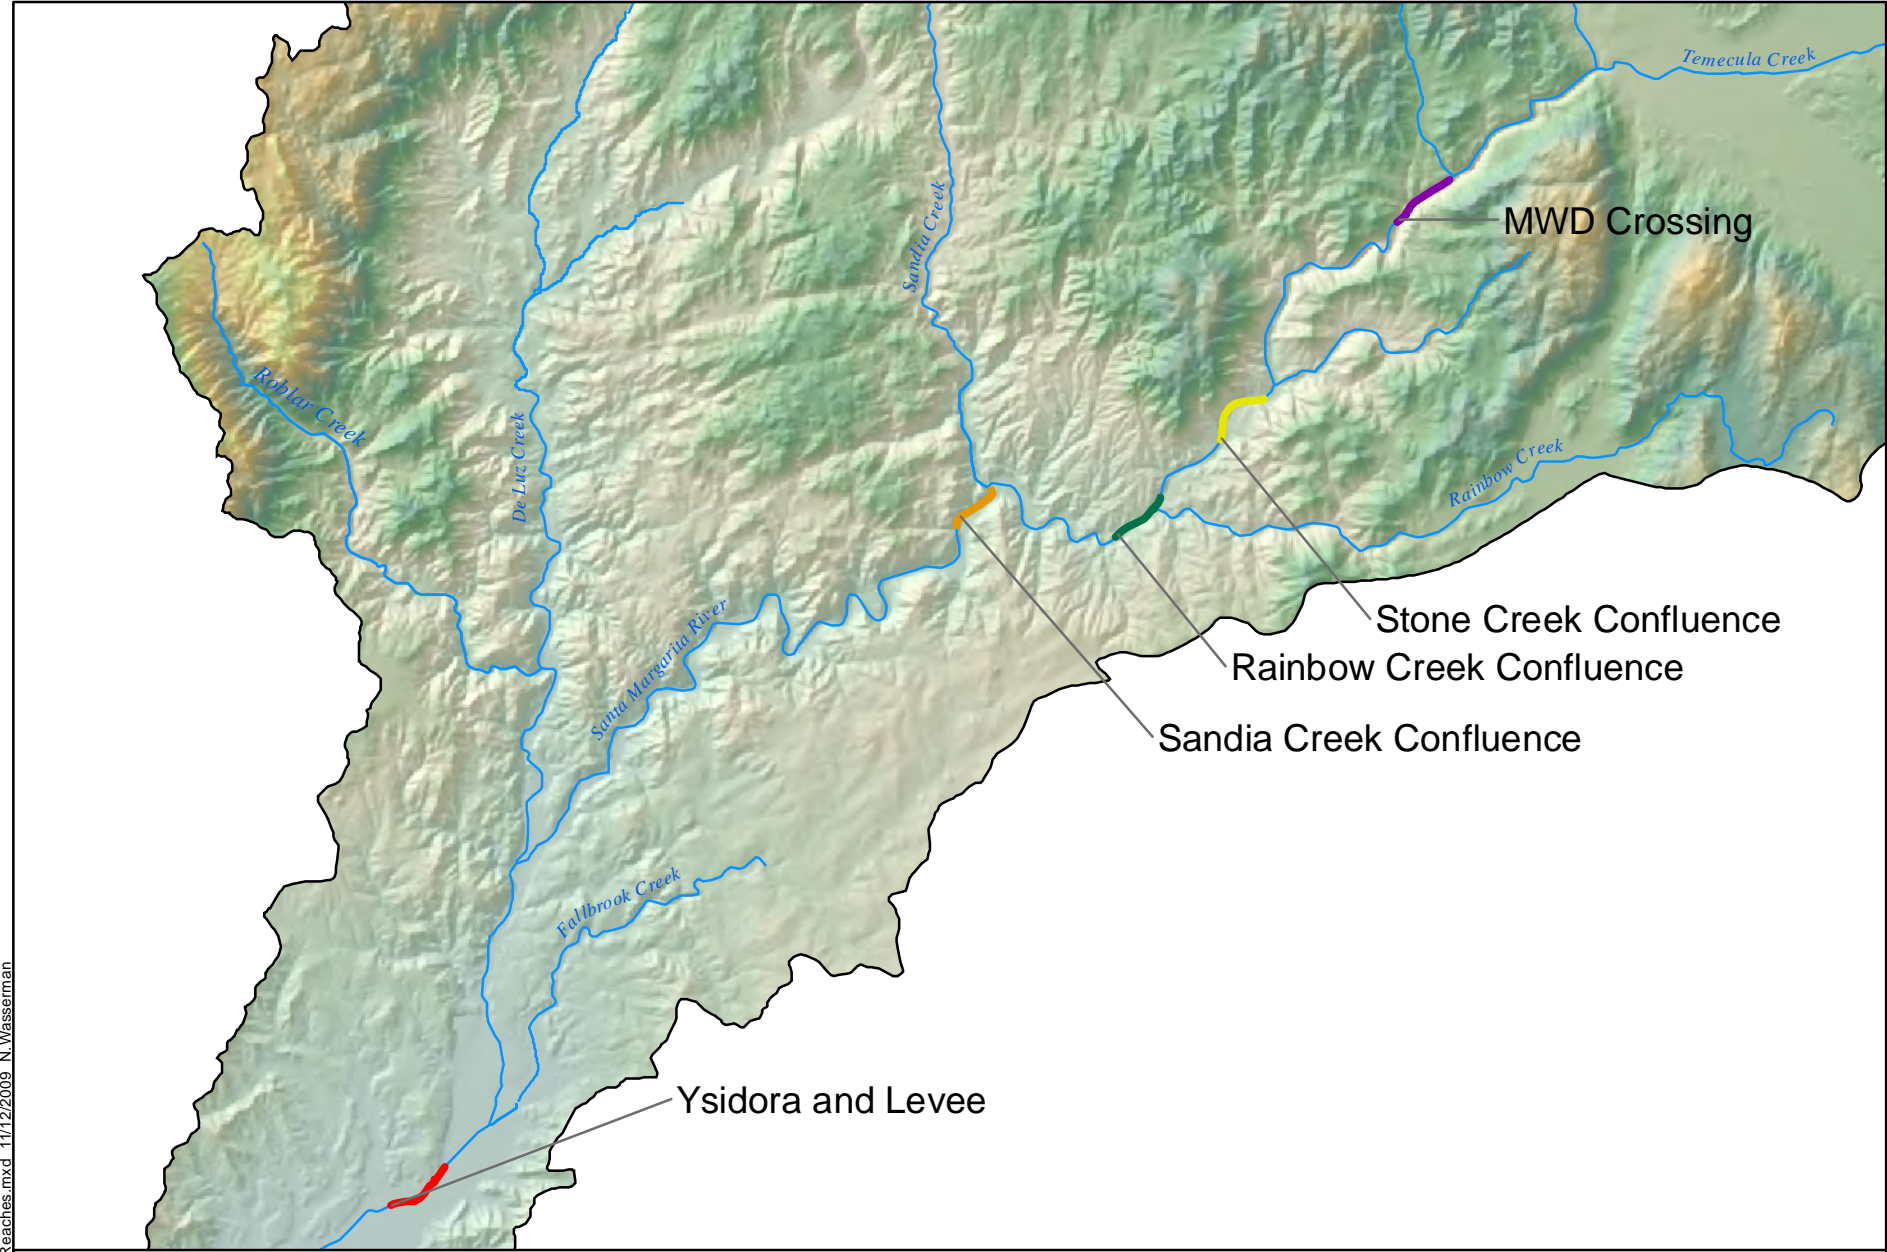 Temecula Creek
Sandia Creek
MWD Crossing
Roblar Creek
De Luz Creek
Rainbow Creek
Santa Margarita River
Stone Creek Confluence
Rainbow Creek Confluence
Sandia Creek Confluence
Fallbrook Creek
Ysidora and Levee
Reaches.mxd 11/12/2009 N.Wasserman